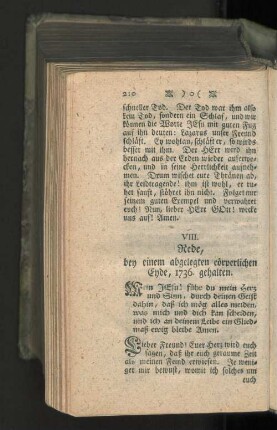 210 ※ ) o ( ※
schneller Tod. Der Tod war ihm also
kein Tod, sondern ein Schlaf, und wir
können die Worte JEsu mit guten Fug
auf ihn deuten: Lazarus unser Freund
schläft. Ey wohlan, schläft er, so wirds
besser mit ihm. Der HErr wird ihn
hernach aus der Erden wieder auferwe-
cken, und in seine Herrlichkeit aufneh-
men. Drum wischet eure Thränen ab,
ihr Leidtragende! ihm ist wohl, er ru-
het sanft, störet ihn nicht. Folget nur
seinem guten Exempel und verwahret
euch! Nun, lieber HErr GOtt! wecke
uns auf! Amen.
VIII.
Rede,
bey einem abgelegten cörperlichen
Eyde, 1736. gehalten.
Mein JEsu! führ du mein Herz
und Sinn, durch deinen Geist
dahin, daß ich mög alles meiden,
was mich und dich kan scheiden,
und ich an deinem Leibe ein Glied-
maß ewig bleibe Amen.
Lieber Freund! Euer Herz wird euch
sagen, daß ihr euch geraume Zeit
als meinen Feind erwiesen. Je weni-
ger mir bewust, womit ich solches um
euch